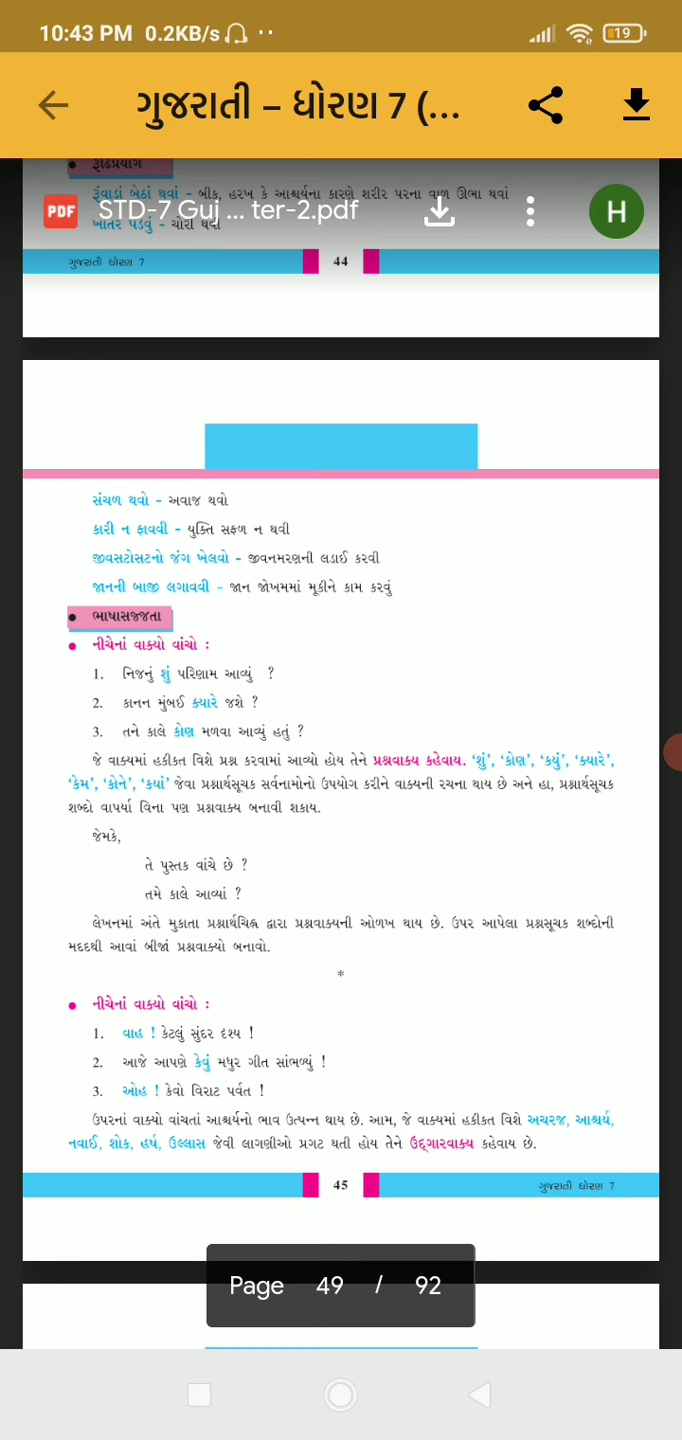 10:43 PM 0.2KB/s 19
ગુજરાતી – ધોરણ 7 (...
રૂઢિપ્રયોગ
રૂંવાડાં બેઠાં થવાં - બીક, હરખ કે આશ્ચર્યના કારણે શરીર પરના વાળ ઊભા થવાં
PDF STD-7 Guj ... ter-2.pdf H
ખાતર પડવું - ચોરી થવી
ગુજરાતી ધોરણ 7 44
સંચળ થવો - અવાજ થવો
કારી ન ફાવવી - યુક્તિ સફળ ન થવી
જીવસટોસટનો જંગ ખેલવો - જીવનમરણની લડાઈ કરવી
જાનની બાજી લગાવવી - જાન જોખમમાં મૂકીને કામ કરવું
• ભાષાસજ્જતા
• નીચેનાં વાક્યો વાંચો :
1. નિજનું શું પરિણામ આવ્યું ?
2. કાનન મુંબઈ ક્યારે જશે ?
3. તને કાલે કોણ મળવા આવ્યું હતું ?
જે વાક્યમાં હકીકત વિશે પ્રશ્ન કરવામાં આવ્યો હોય તેને પ્રશ્નવાક્ય કહેવાય. ‘શું’, ‘કોણ’, ‘કયું’, ‘ક્યારે’,
‘કેમ’, ‘કોને’, ‘કયાં’ જેવા પ્રશ્નાર્થસૂચક સર્વનામોનો ઉપયોગ કરીને વાક્યની રચના થાય છે અને હા, પ્રશ્નાર્થસૂચક
શબ્દો વાપર્યા વિના પણ પ્રશ્નવાક્ય બનાવી શકાય.
જેમકે,
તે પુસ્તક વાંચે છે ?
તમે કાલે આવ્યાં ?
લેખનમાં અંતે મુકાતા પ્રશ્નાર્થચિહ્ન દ્વારા પ્રશ્નવાક્યની ઓળખ થાય છે. ઉપર આપેલા પ્રશ્નસૂચક શબ્દોની
મદદથી આવાં બીજાં પ્રશ્નવાક્યો બનાવો.
*
• નીચેનાં વાક્યો વાંચો :
1. વાહ ! કેટલું સુંદર દૃશ્ય !
2. આજે આપણે કેવું મધુર ગીત સાંભળ્યું !
3. ઓહ ! કેવો વિરાટ પર્વત !
ઉપરનાં વાક્યો વાંચતાં આશ્ચર્યનો ભાવ ઉત્પન્ન થાય છે. આમ, જે વાક્યમાં હકીકત વિશે અચરજ, આશ્ચર્ય,
નવાઈ, શોક, હર્ષ, ઉલ્લાસ જેવી લાગણીઓ પ્રગટ થતી હોય તેને ઉદ્‌ગારવાક્ય કહેવાય છે.
45 ગુજરાતી ધોરણ 7
Page 49 / 92